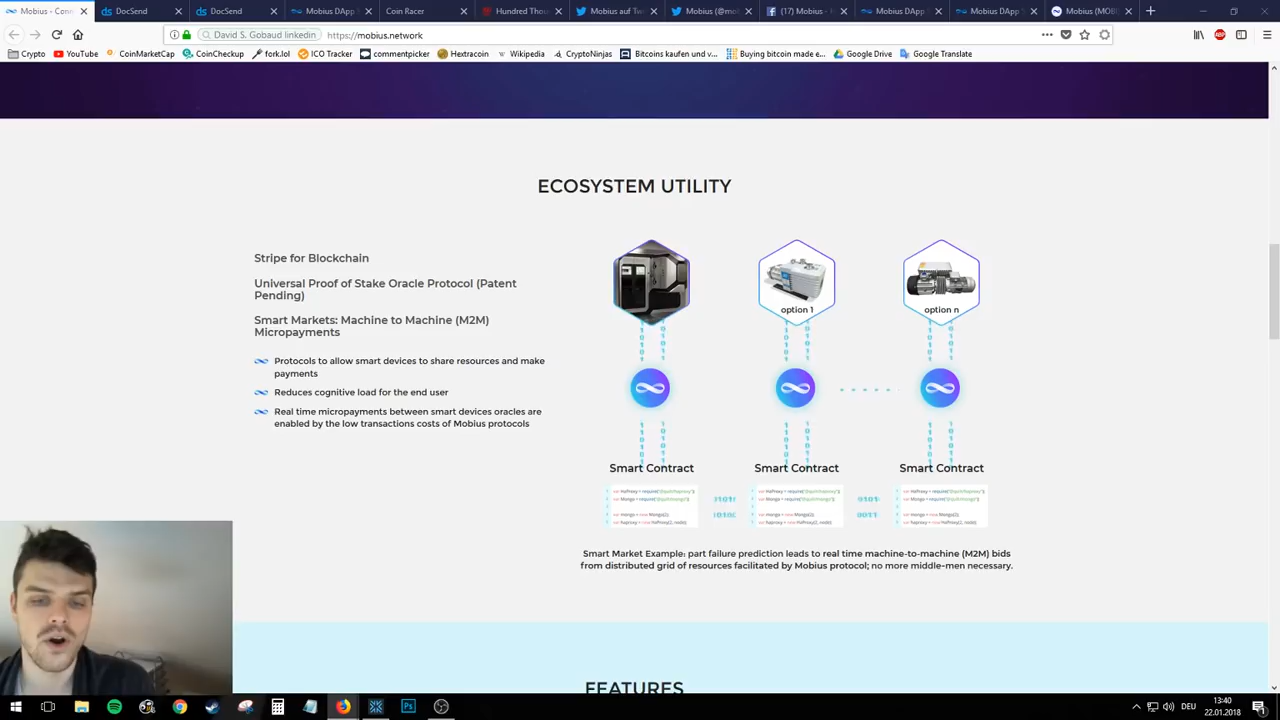 Mobius - Conn
DocSend
DocSend
Mobius DApp S
Coin Racer
Hundred Thou
Mobius auf Tw
Mobius (@mob
(17) Mobius - H
Mobius DApp S
Mobius DApp S
Mobius (MOBI
David S. Gobaud linkedin
https://mobius.network
Crypto
YouTube
CoinMarketCap
CoinCheckup
fork.lol
ICO Tracker
commentpicker
Hextracoin
Wikipedia
CryptoNinjas
Bitcoins kaufen und v...
Buying bitcoin made e...
Google Drive
Google Translate
ECOSYSTEM UTILITY
Stripe for Blockchain
Universal Proof of Stake Oracle Protocol (Patent
Pending)
Smart Markets: Machine to Machine (M2M)
Micropayments
Protocols to allow smart devices to share resources and make
payments
Reduces cognitive load for the end user
Real time micropayments between smart devices oracles are
enabled by the low transactions costs of Mobius protocols
option 1
option n
Smart Contract
Smart Contract
Smart Contract
Smart Market Example: part failure prediction leads to real time machine-to-machine (M2M) bids
from distributed grid of resources facilitated by Mobius protocol; no more middle-men necessary.
FEATURES
DEU
13:40
22.01.2018